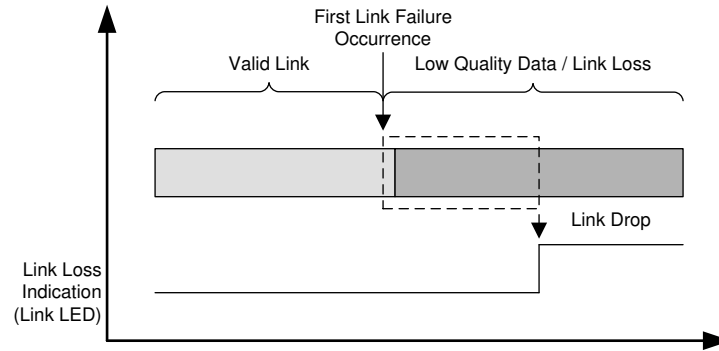 First Link Failure
Occurrence
Valid Link
Low Quality Data / Link Loss
Link Drop
Link Loss
Indication
(Link LED)